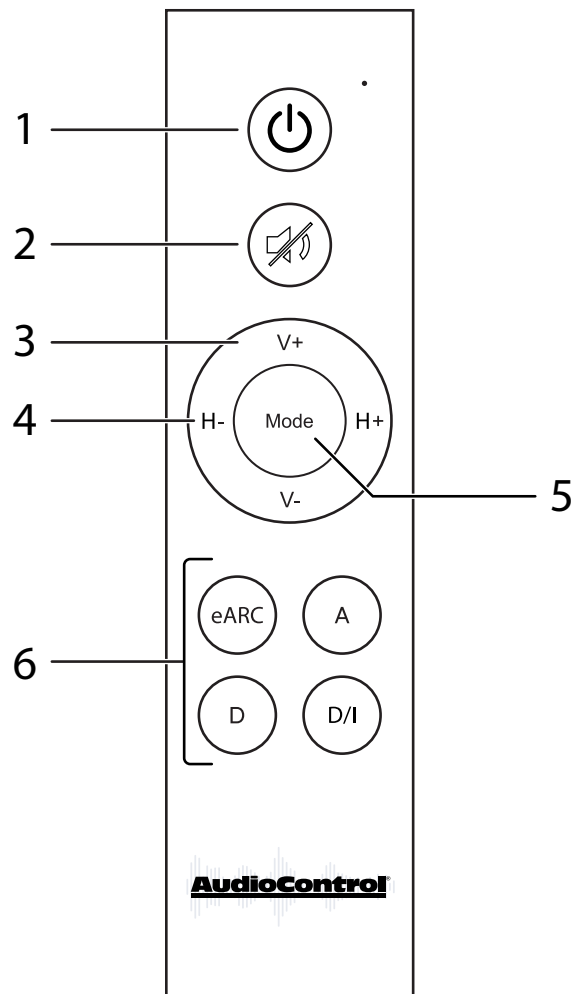 1
2
3
V+
4
H- Mode H+
V-
5
6
eARC A
D D/I
AudioControl®